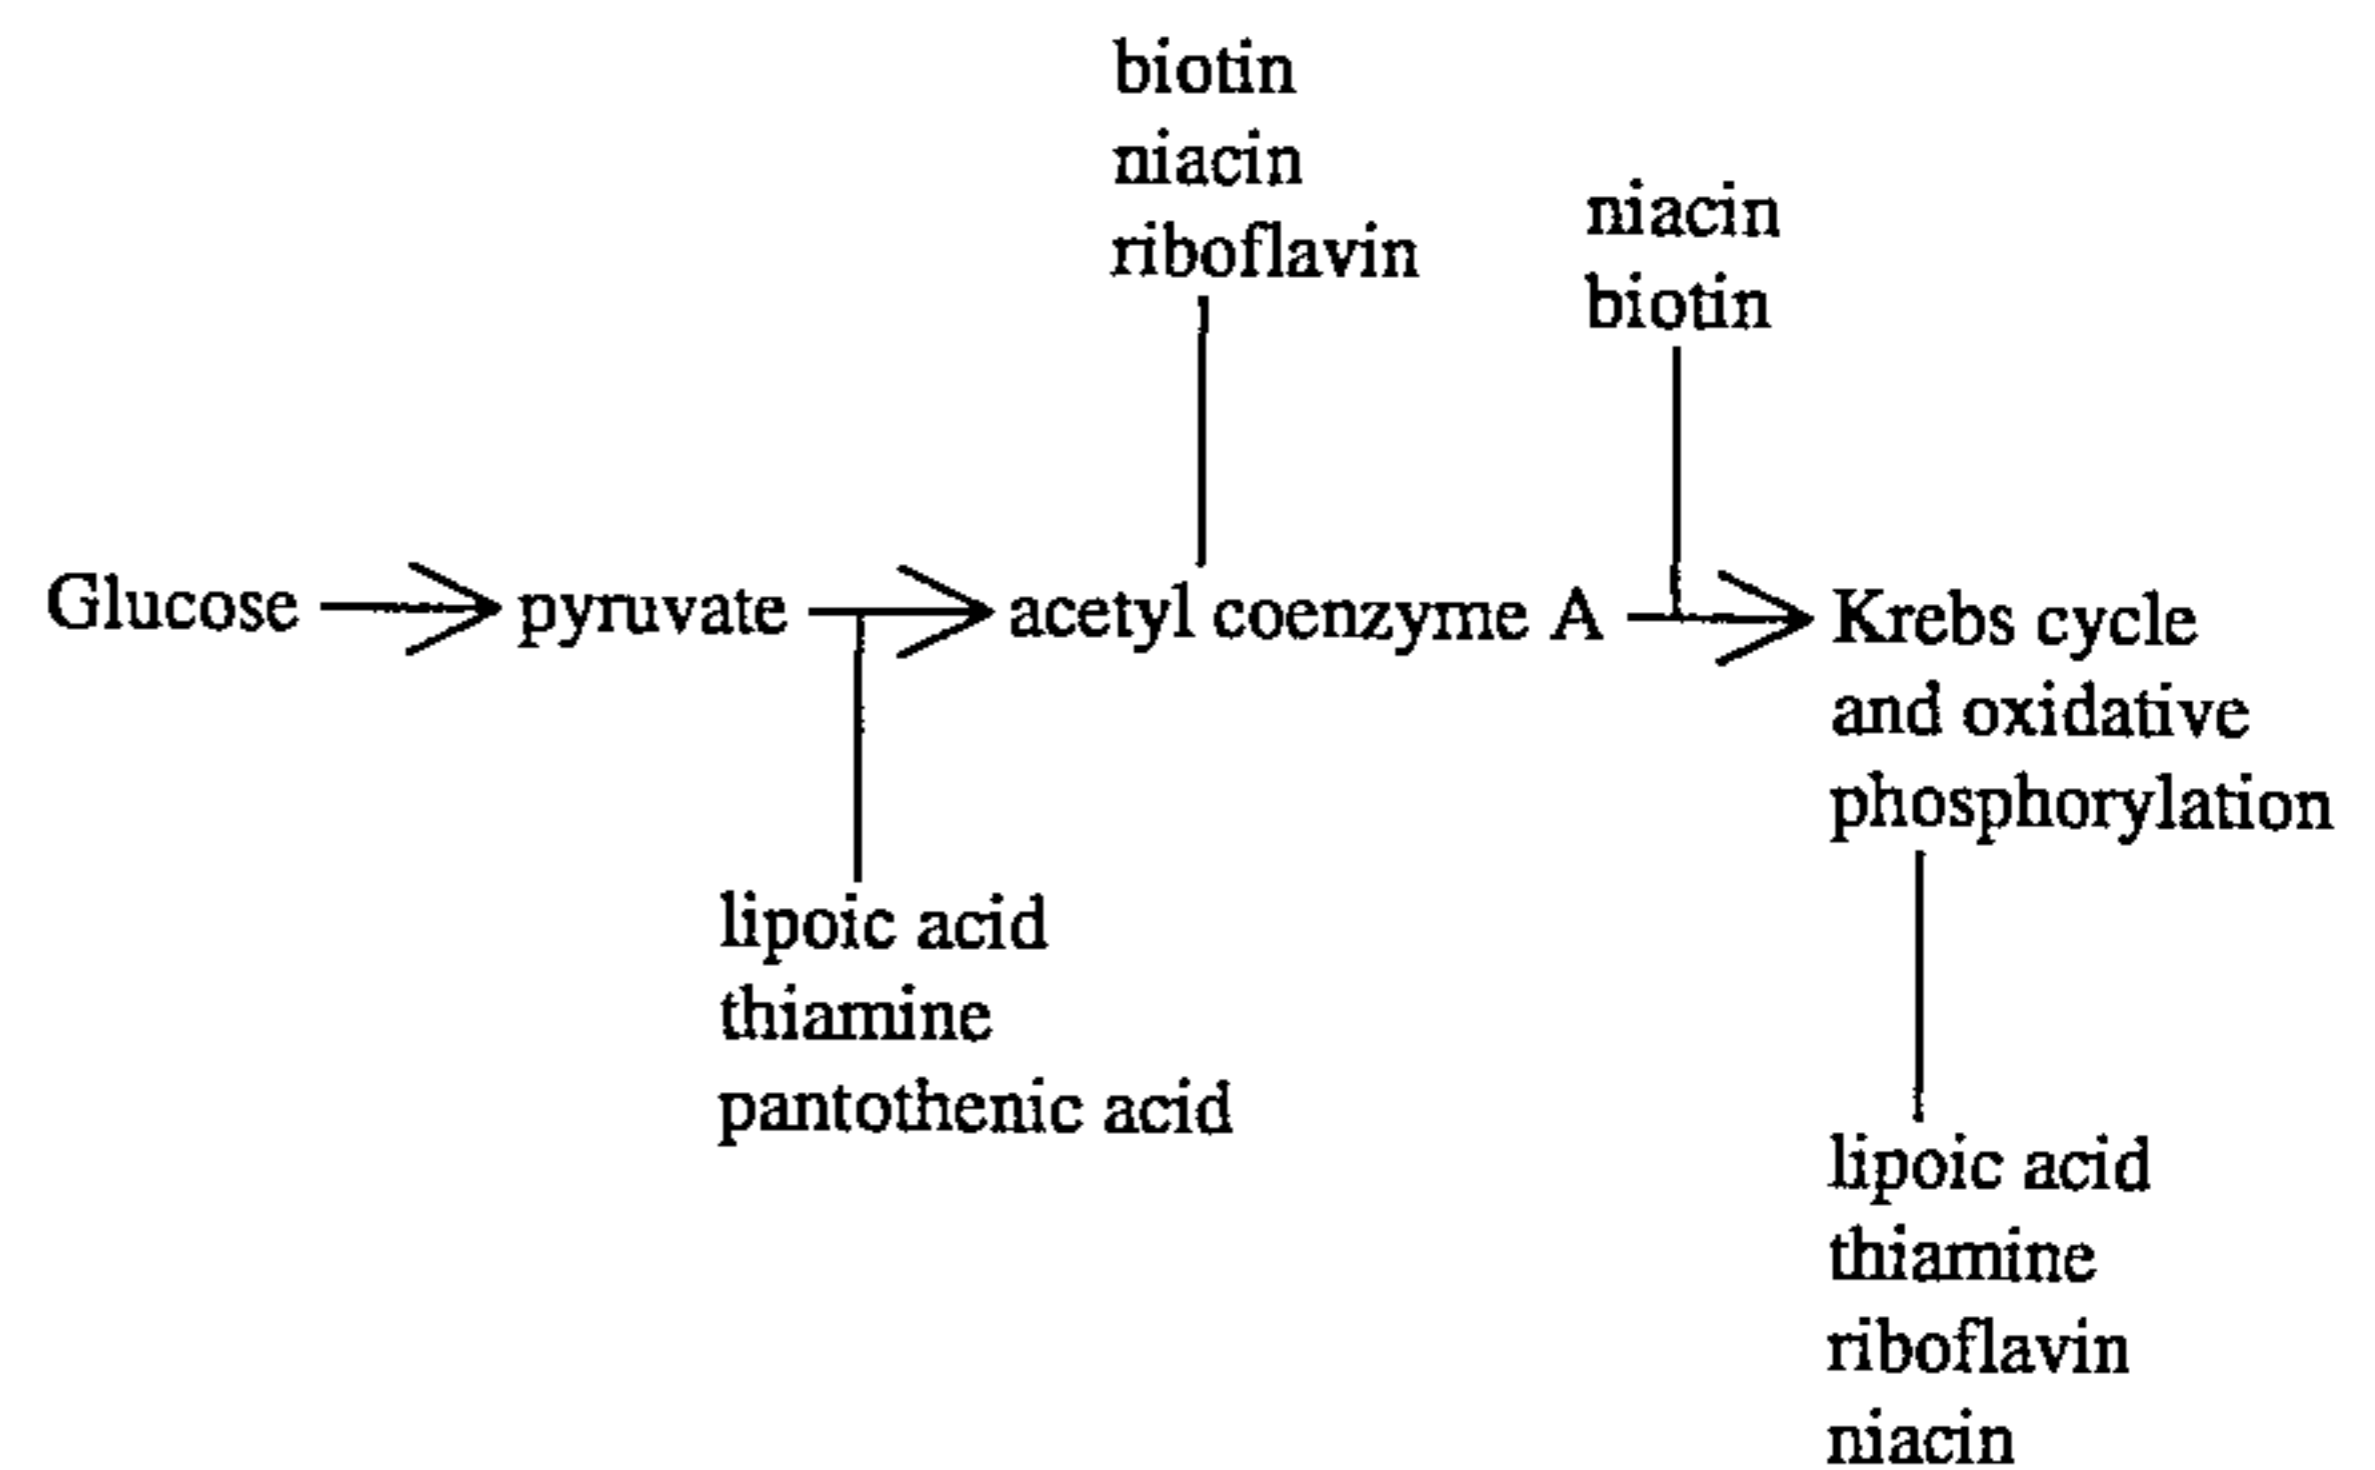 biotin
niacin
riboflavin
niacin
biotin
Glucose pyruvate acetyl coenzyme A Krebs cycle
and oxidative
phosphorylation
lipoic acid
thiamine
pantothenic acid
lipoic acid
thiamine
riboflavin
niacin